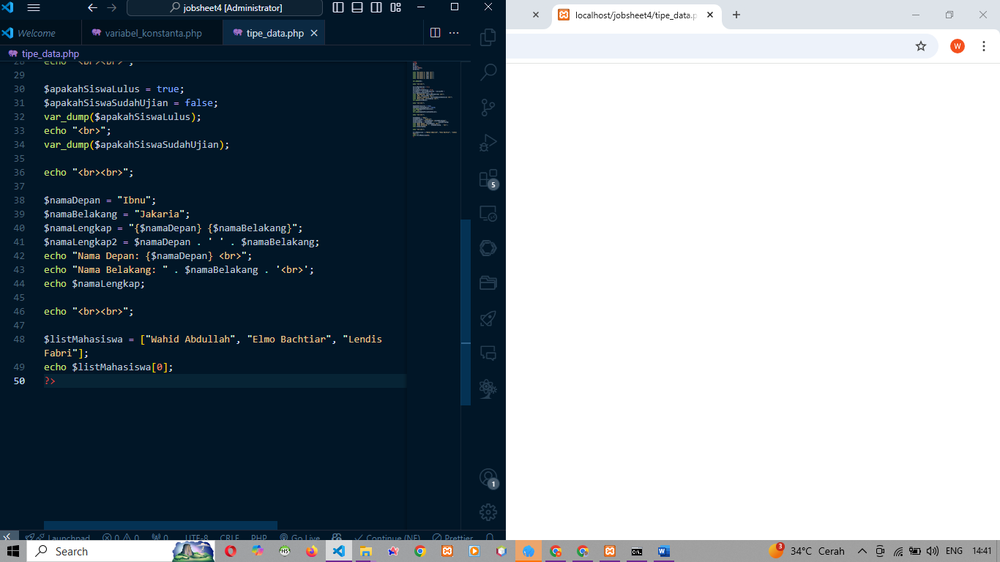 jobsheet4 [Administrator]
Welcome
variabel_konstanta.php
tipe_data.php
tipe_data.php
28 echo "<br><br>";
29
30 $apakahSiswaLulus = true;
31 $apakahSiswaSudahUjian = false;
32 var_dump($apakahSiswaLulus);
33 echo "<br>";
34 var_dump($apakahSiswaSudahUjian);
35
36 echo "<br><br>";
37
38 $namaDepan = "Ibnu";
39 $namaBelakang = "Jakaria";
40 $namaLengkap = "{$namaDepan} {$namaBelakang}";
41 $namaLengkap2 = $namaDepan . ' ' . $namaBelakang;
42 echo "Nama Depan: {$namaDepan} <br>";
43 echo "Nama Belakang: " . $namaBelakang . '<br>';
44 echo $namaLengkap;
45
46 echo "<br><br>";
47
48 $listMahasiswa = ["Wahid Abdullah", "Elmo Bachtiar", "Lendis
Fabri"];
49 echo $listMahasiswa[0];
50 ?>
5
1
Launchpad 0 0 0 UTF-8 CRLF PHP Go Live Continue (NE) Prettier
localhost/jobsheet4/tipe_data.p
W
Search
HS
3
34°C Cerah
ENG
14:41